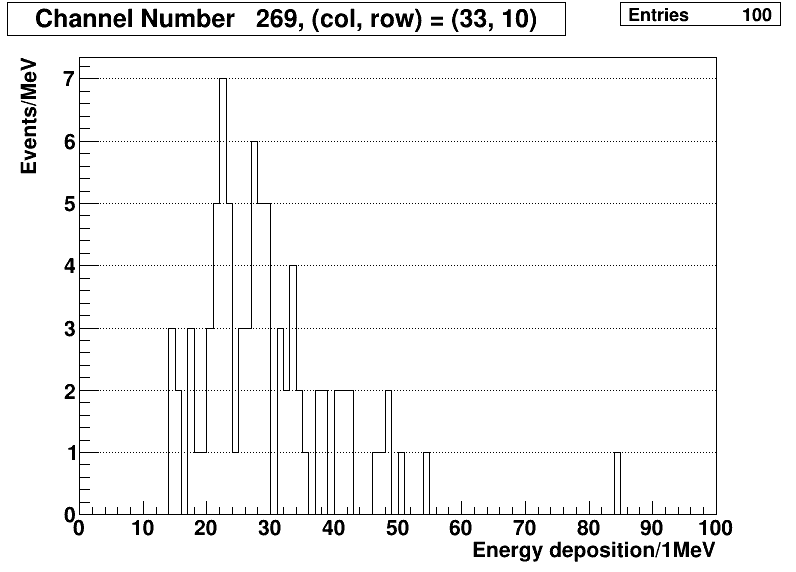 Channel Number 269, (col, row) = (33, 10)
Entries 100
Events/MeV
7
6
5
4
3
2
1
0
0 10 20 30 40 50 60 70 80 90 100
Energy deposition/1MeV